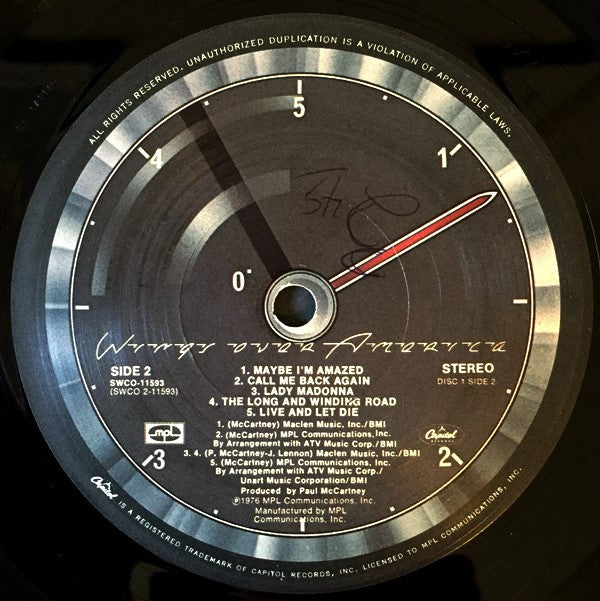 ALL RIGHTS RESERVED. UNAUTHORIZED DUPLICATION IS A VIOLATION OF APPLICABLE LAWS.
5
4
1
0
Wings over America
SIDE 2
SWCO-11593
(SWCO 2-11593)
1. MAYBE I'M AMAZED
2. CALL ME BACK AGAIN
3. LADY MADONNA
4. THE LONG AND WINDING ROAD
5. LIVE AND LET DIE
STEREO
DISC 1 SIDE 2
1. (McCartney) Maclen Music, Inc./BMI
2. (McCartney) MPL Communications, Inc.
By Arrangement with ATV Music Corp./BMI
3. 4. (P. McCartney-J. Lennon) Maclen Music, Inc./BMI
5. (McCartney) MPL Communications, Inc.
By Arrangement with ATV Music Corp./
Unart Music Corporation/BMI
Produced by Paul McCartney
℗1976 MPL Communications, Inc.
Manufactured by MPL
Communications, Inc.
mpl
Capitol
3
2
Capitol IS A REGISTERED TRADEMARK OF CAPITOL RECORDS, INC. LICENSED TO MPL COMMUNICATIONS, INC.